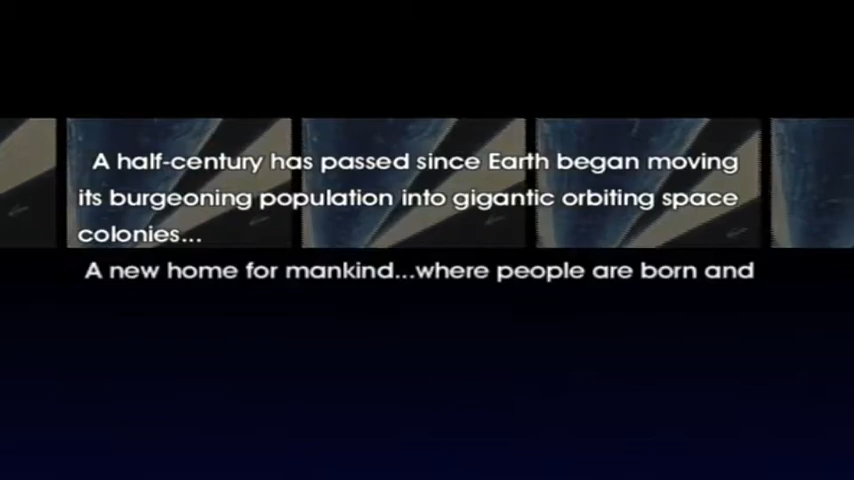 A half-century has passed since Earth began moving
its burgeoning population into gigantic orbiting space
colonies...
A new home for mankind...where people are born and